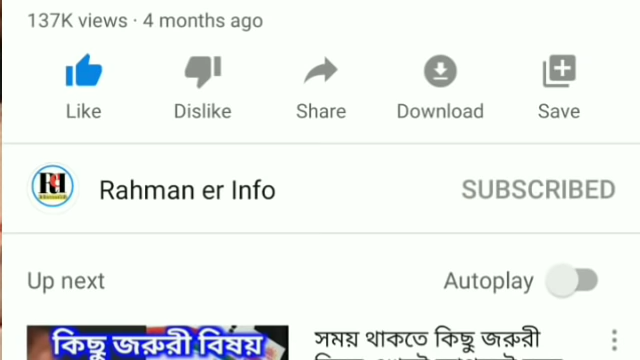 137K views · 4 months ago
Like Dislike Share Download Save
RH
Rahman er Info SUBSCRIBED
Up next Autoplay
কিছু জরুরী বিষয়
সময় থাকতে কিছু জরুরী